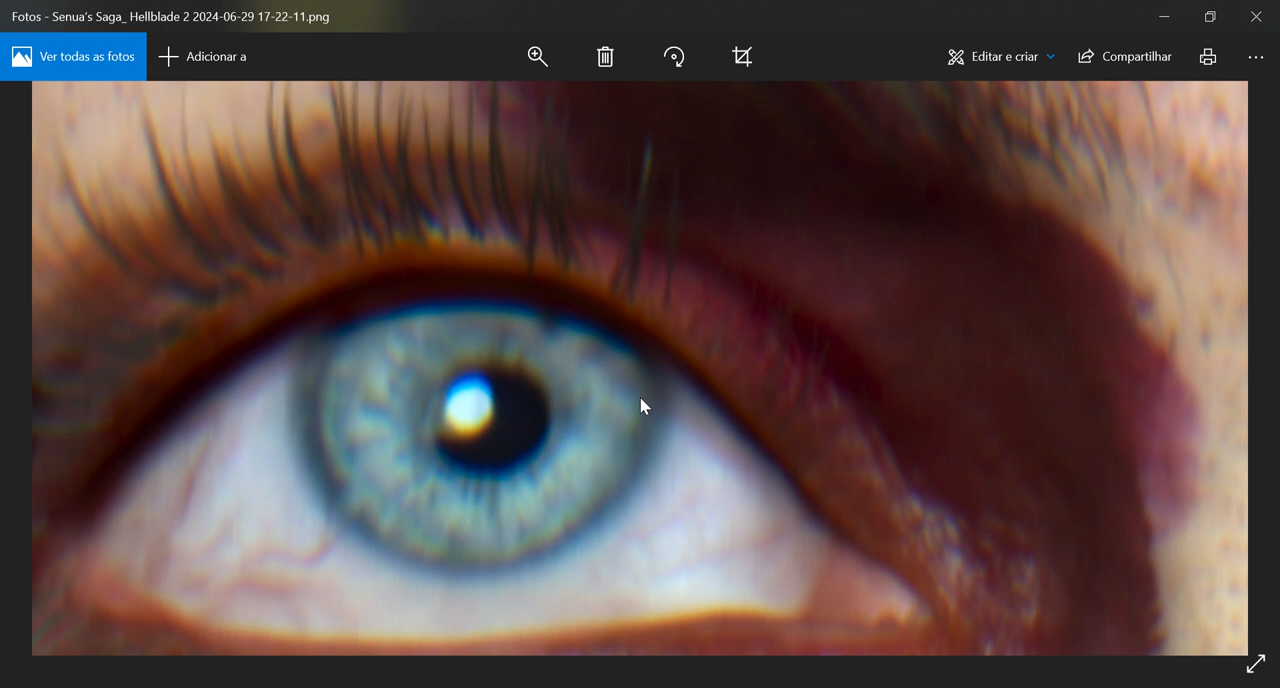 Fotos - Senua's Saga_ Hellblade 2 2024-06-29 17-22-11.png
Ver todas as fotos
Adicionar a
Editar e criar
Compartilhar